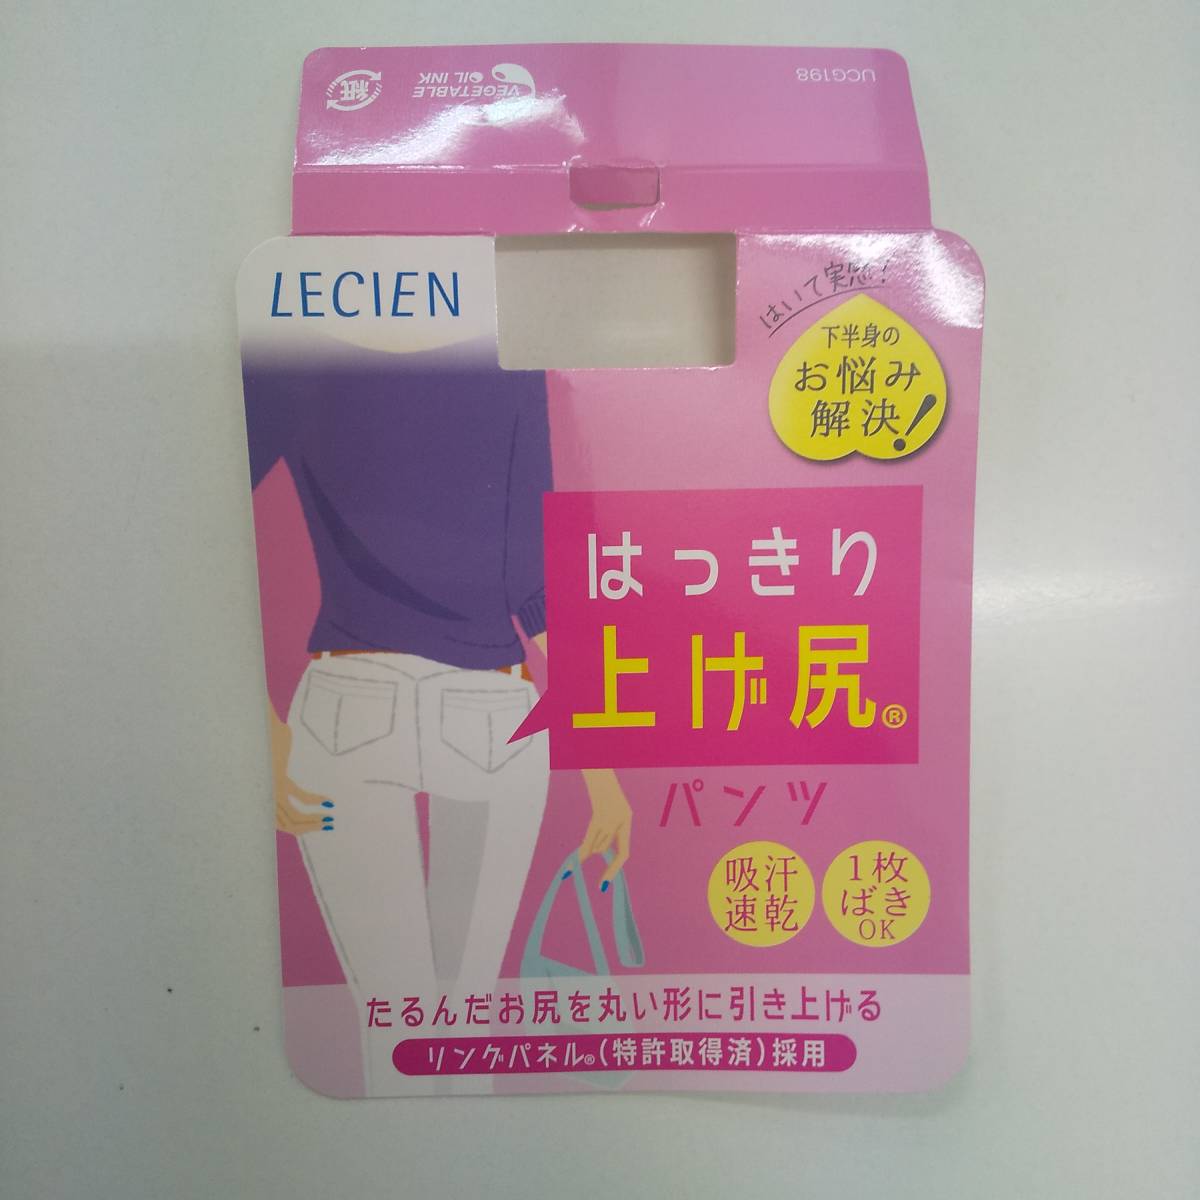 UCG198
VEGETABLE
OIL INK
紙
LECIEN
はいて実感!
下半身の
お悩み
解決!
はっきり
上げ尻®
パンツ
吸汗
速乾
1枚
ばき
OK
たるんだお尻を丸い形に引き上げる
リングパネル®(特許取得済)採用